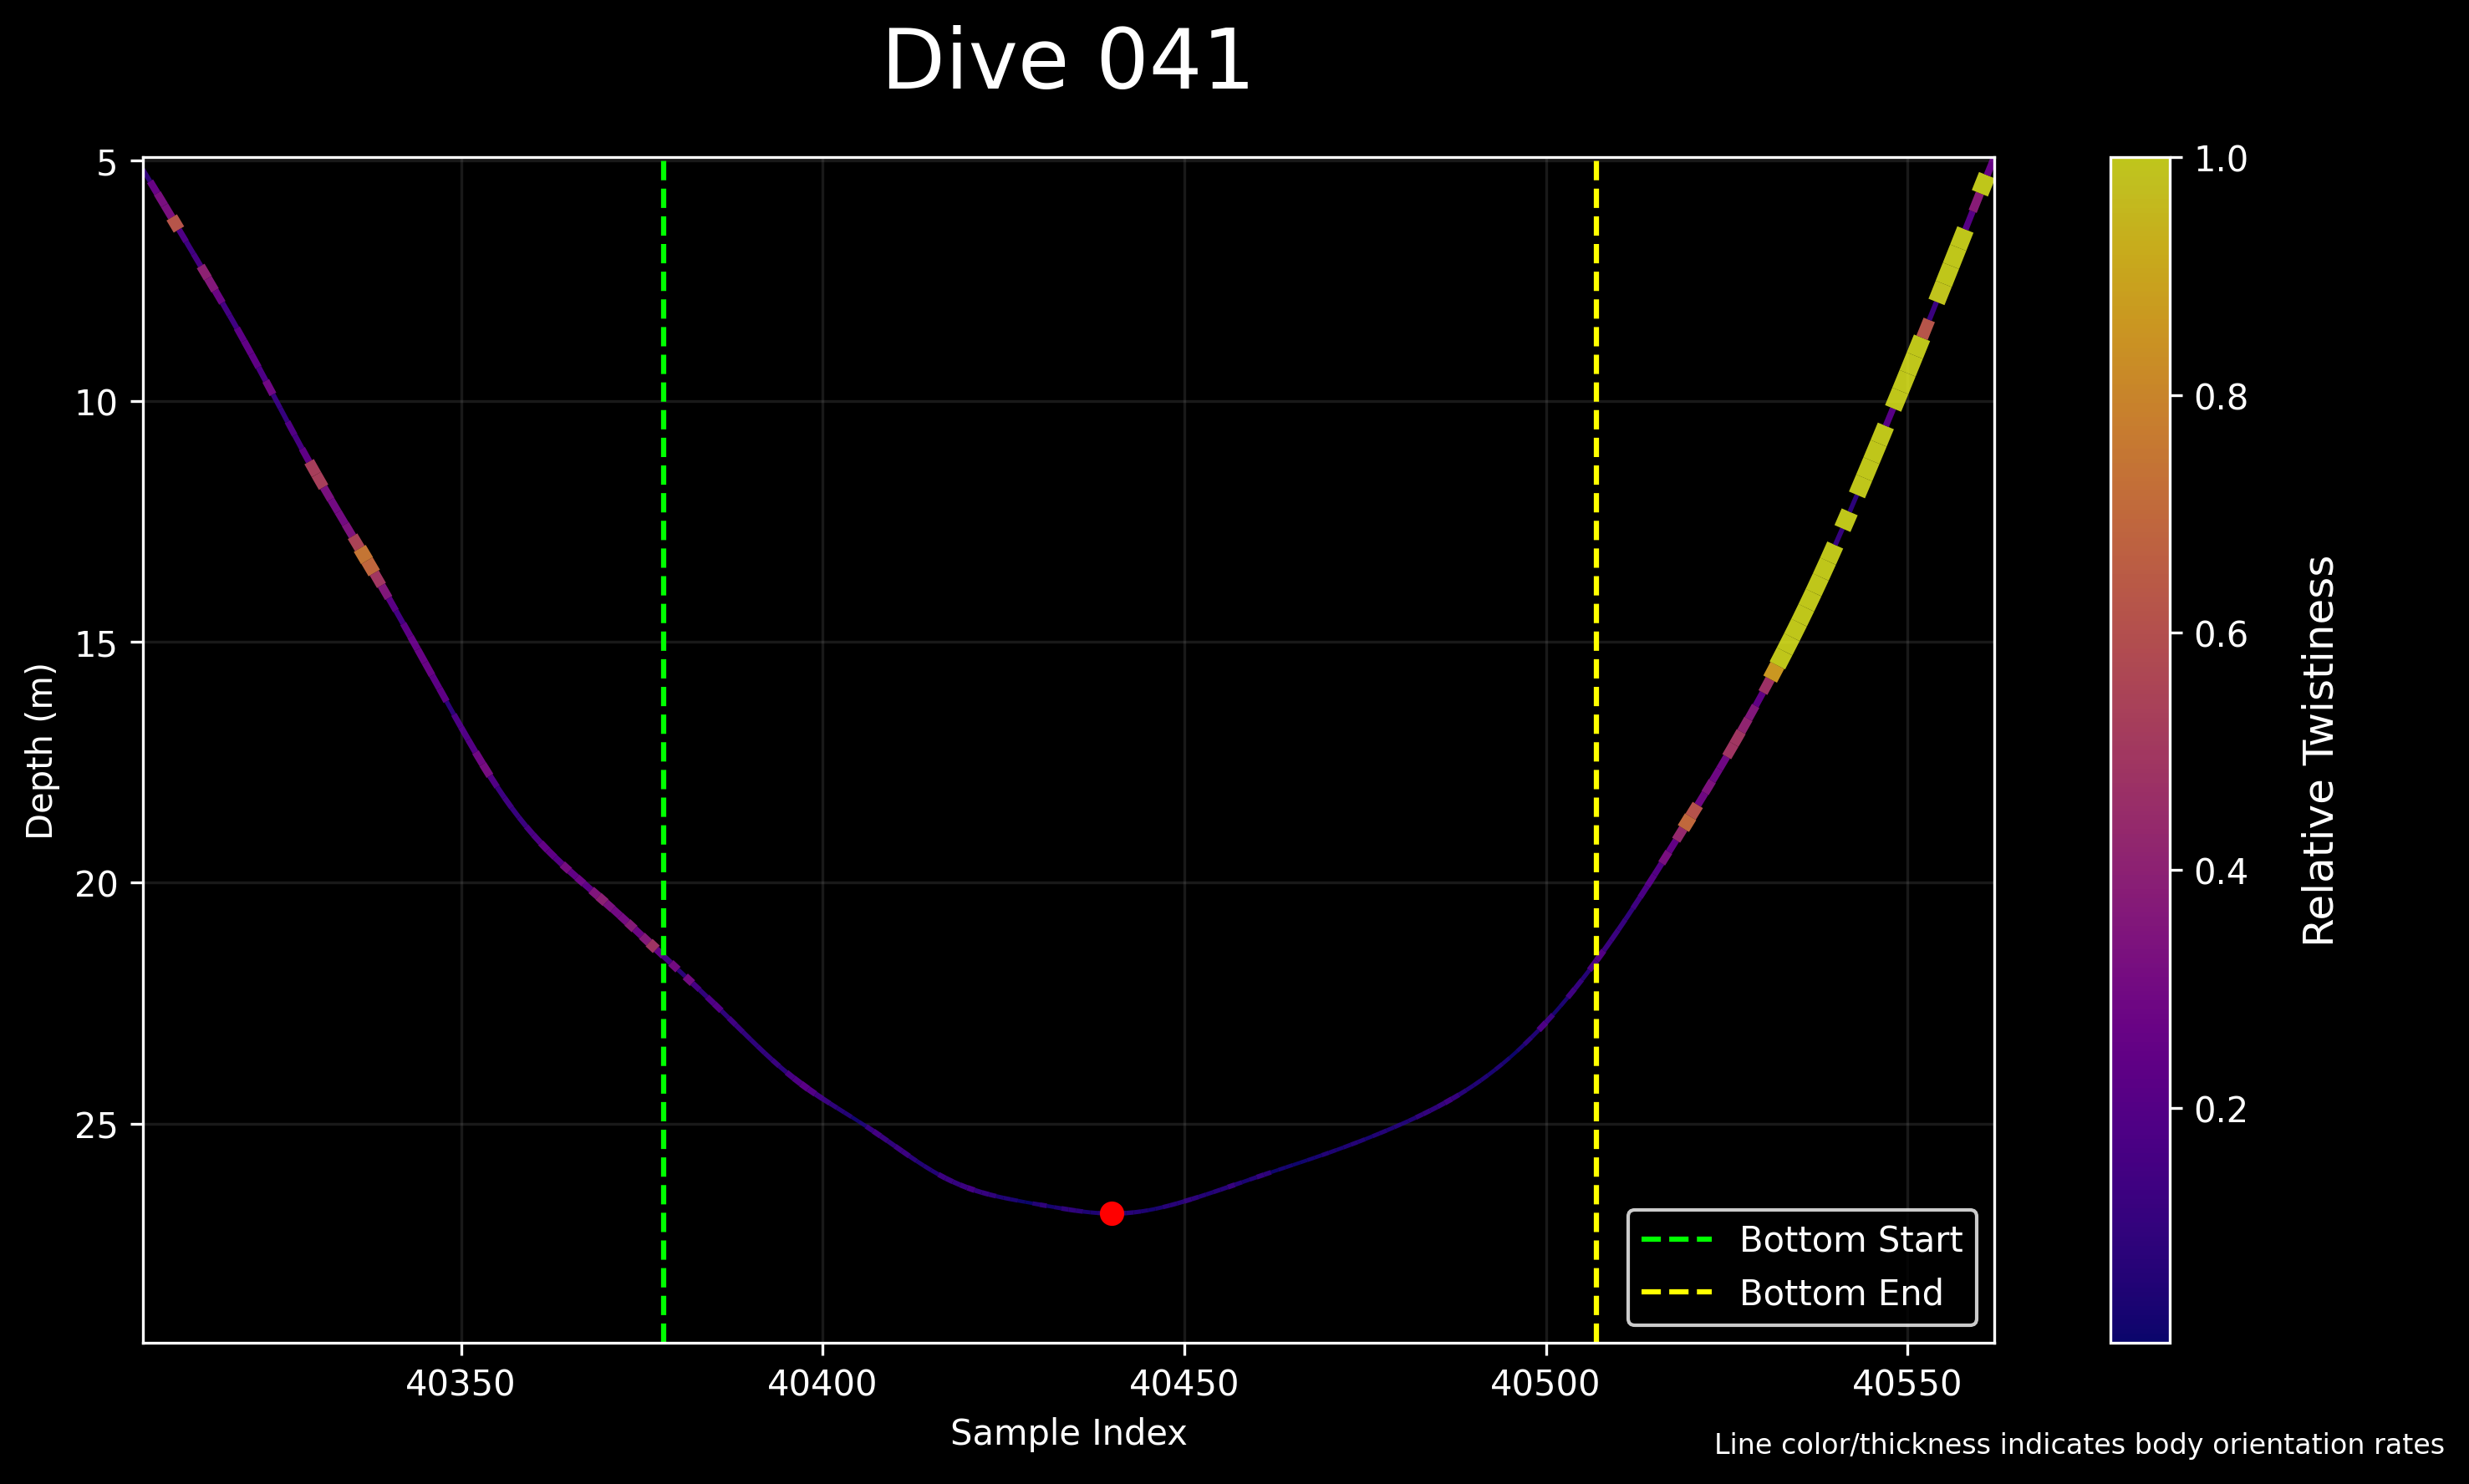 Dive 041
5
10
15
20
25
Depth (m)
40350
40400
40450
40500
40550
Sample Index
Bottom Start
Bottom End
1.0
0.8
0.6
0.4
0.2
Relative Twistiness
Line color/thickness indicates body orientation rates